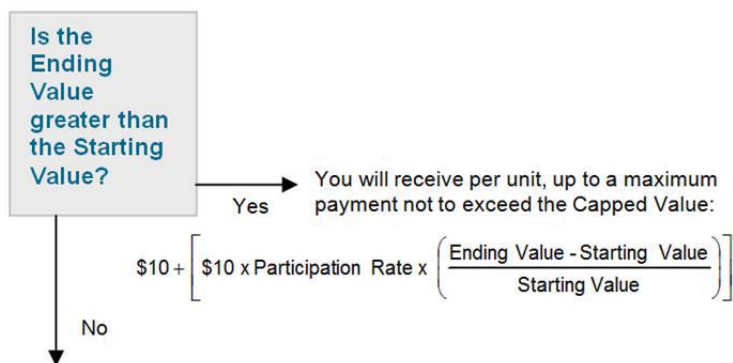 Is the
Ending
Value
greater than
the Starting
Value?
Yes
You will receive per unit, up to a maximum
payment not to exceed the Capped Value:
$10 + [ $10 x Participation Rate x ( Ending Value - Starting Value / Starting Value ) ]
No